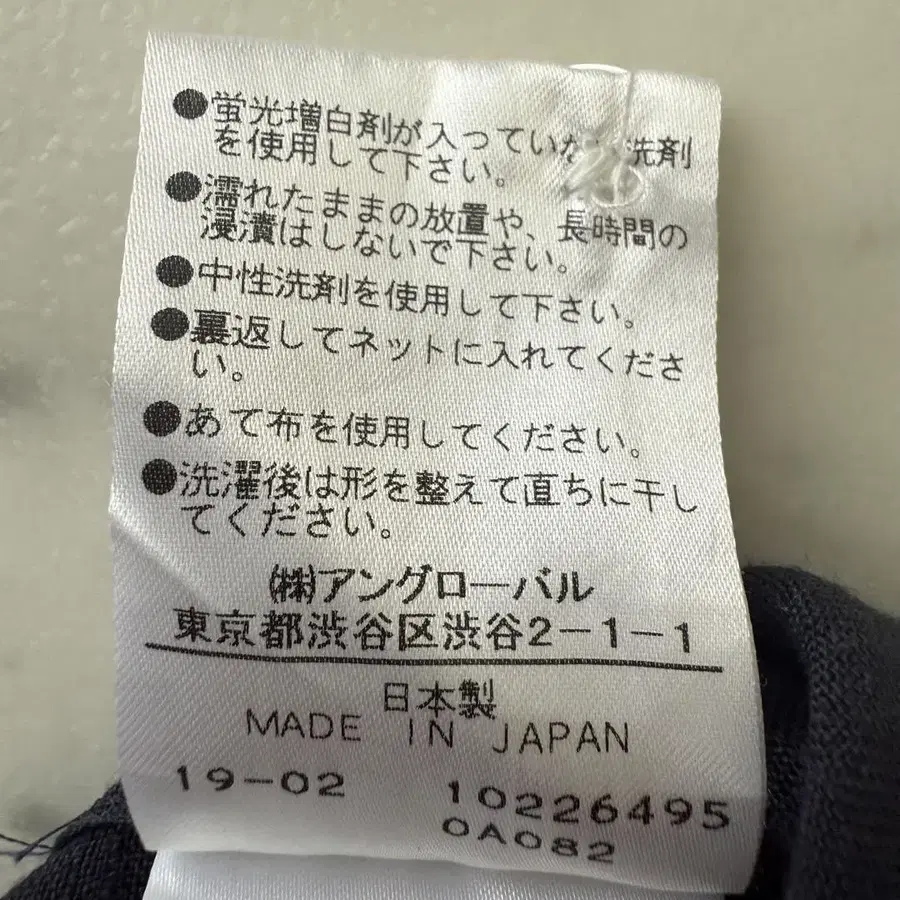 ●蛍光増白剤が入っていな 洗剤
を使用して下さい。
●濡れたままの放置や、長時間の
浸漬はしないで下さい。
●中性洗剤を使用して下さい。
●裏返してネットに入れてくださ
い。
●あて布を使用してください。
●洗濯後は形を整えて直ちに干し
てください。
㈱アングローバル
東京都渋谷区渋谷2-1-1
日本製
MADE IN JAPAN
19-02 10226495
0A082